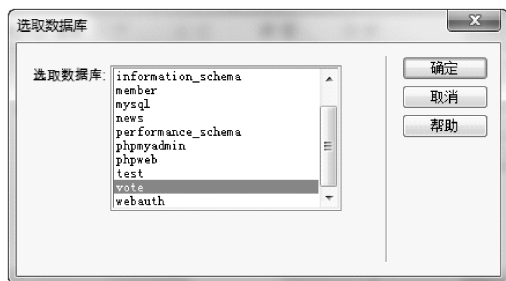 选取数据库
选取数据库:
information_schema
member
mysql
news
performance_schema
phpmyadmin
phpweb
test
vote
webauth
确定
取消
帮助